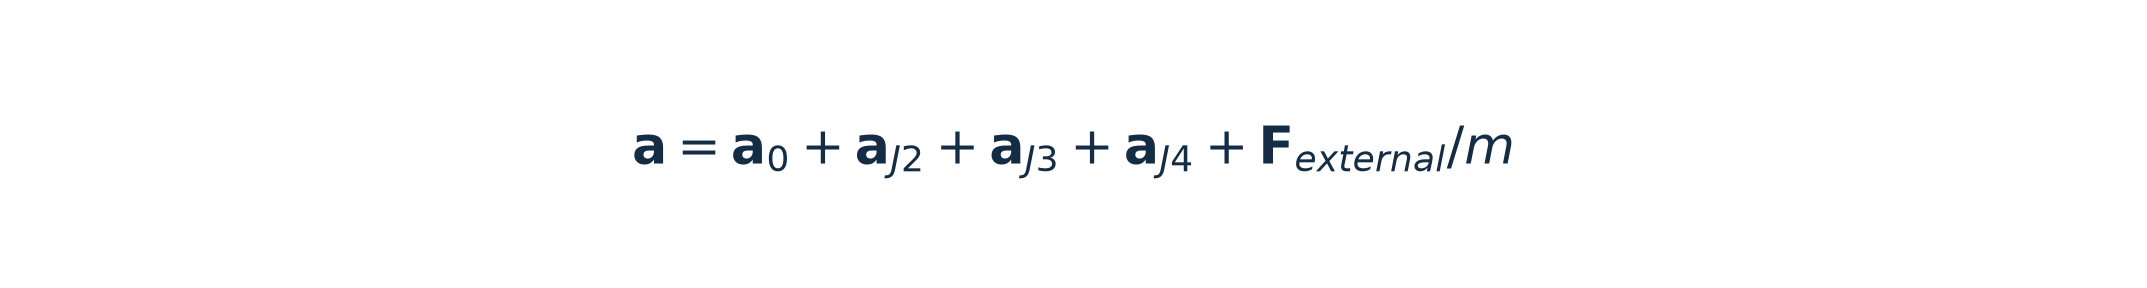 a = a₀ + a_J2 + a_J3 + a_J4 + F_external/m